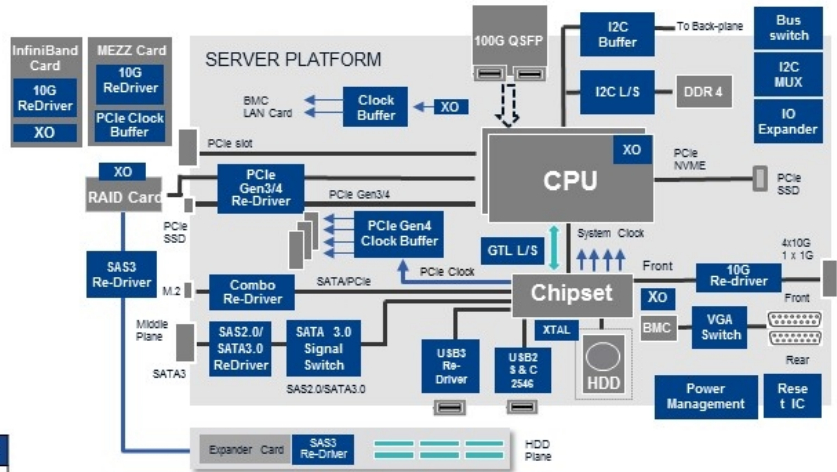 InfiniBand
Card
10G
ReDriver
XO
MEZZ Card
10G
ReDriver
PCIe Clock
Buffer
SERVER PLATFORM
100G QSFP
I2C
Buffer
To Back-plane
Bus
switch
I2C
MUX
IO
Expander
BMC
LAN Card
Clock
Buffer
XO
I2C L/S
DDR 4
PCIe slot
XO
CPU
PCIe
NVME
PCIe
SSD
XO
RAID Card
PCIe
Gen3/4
Re-Driver
PCIe Gen3/4
PCIe
SSD
PCIe Gen4
Clock Buffer
GTL L/S
System Clock
PCIe Clock
SAS3
Re-Driver
M.2
Combo
Re-Driver
SATA/PCIe
Chipset
Front
10G
Re-driver
4x10G
1 x 1G
Front
XO
BMC
VGA
Switch
Rear
Middle
Plane
SATA3
SAS2.0/
SATA3.0
ReDriver
SATA 3.0
Signal
Switch
SAS2.0/SATA3.0
XTAL
USB3
Re-
Driver
USB2
S & C
2546
HDD
Power
Management
Rese
t IC
Expander Card
SAS3
Re-Driver
HDD
Plane